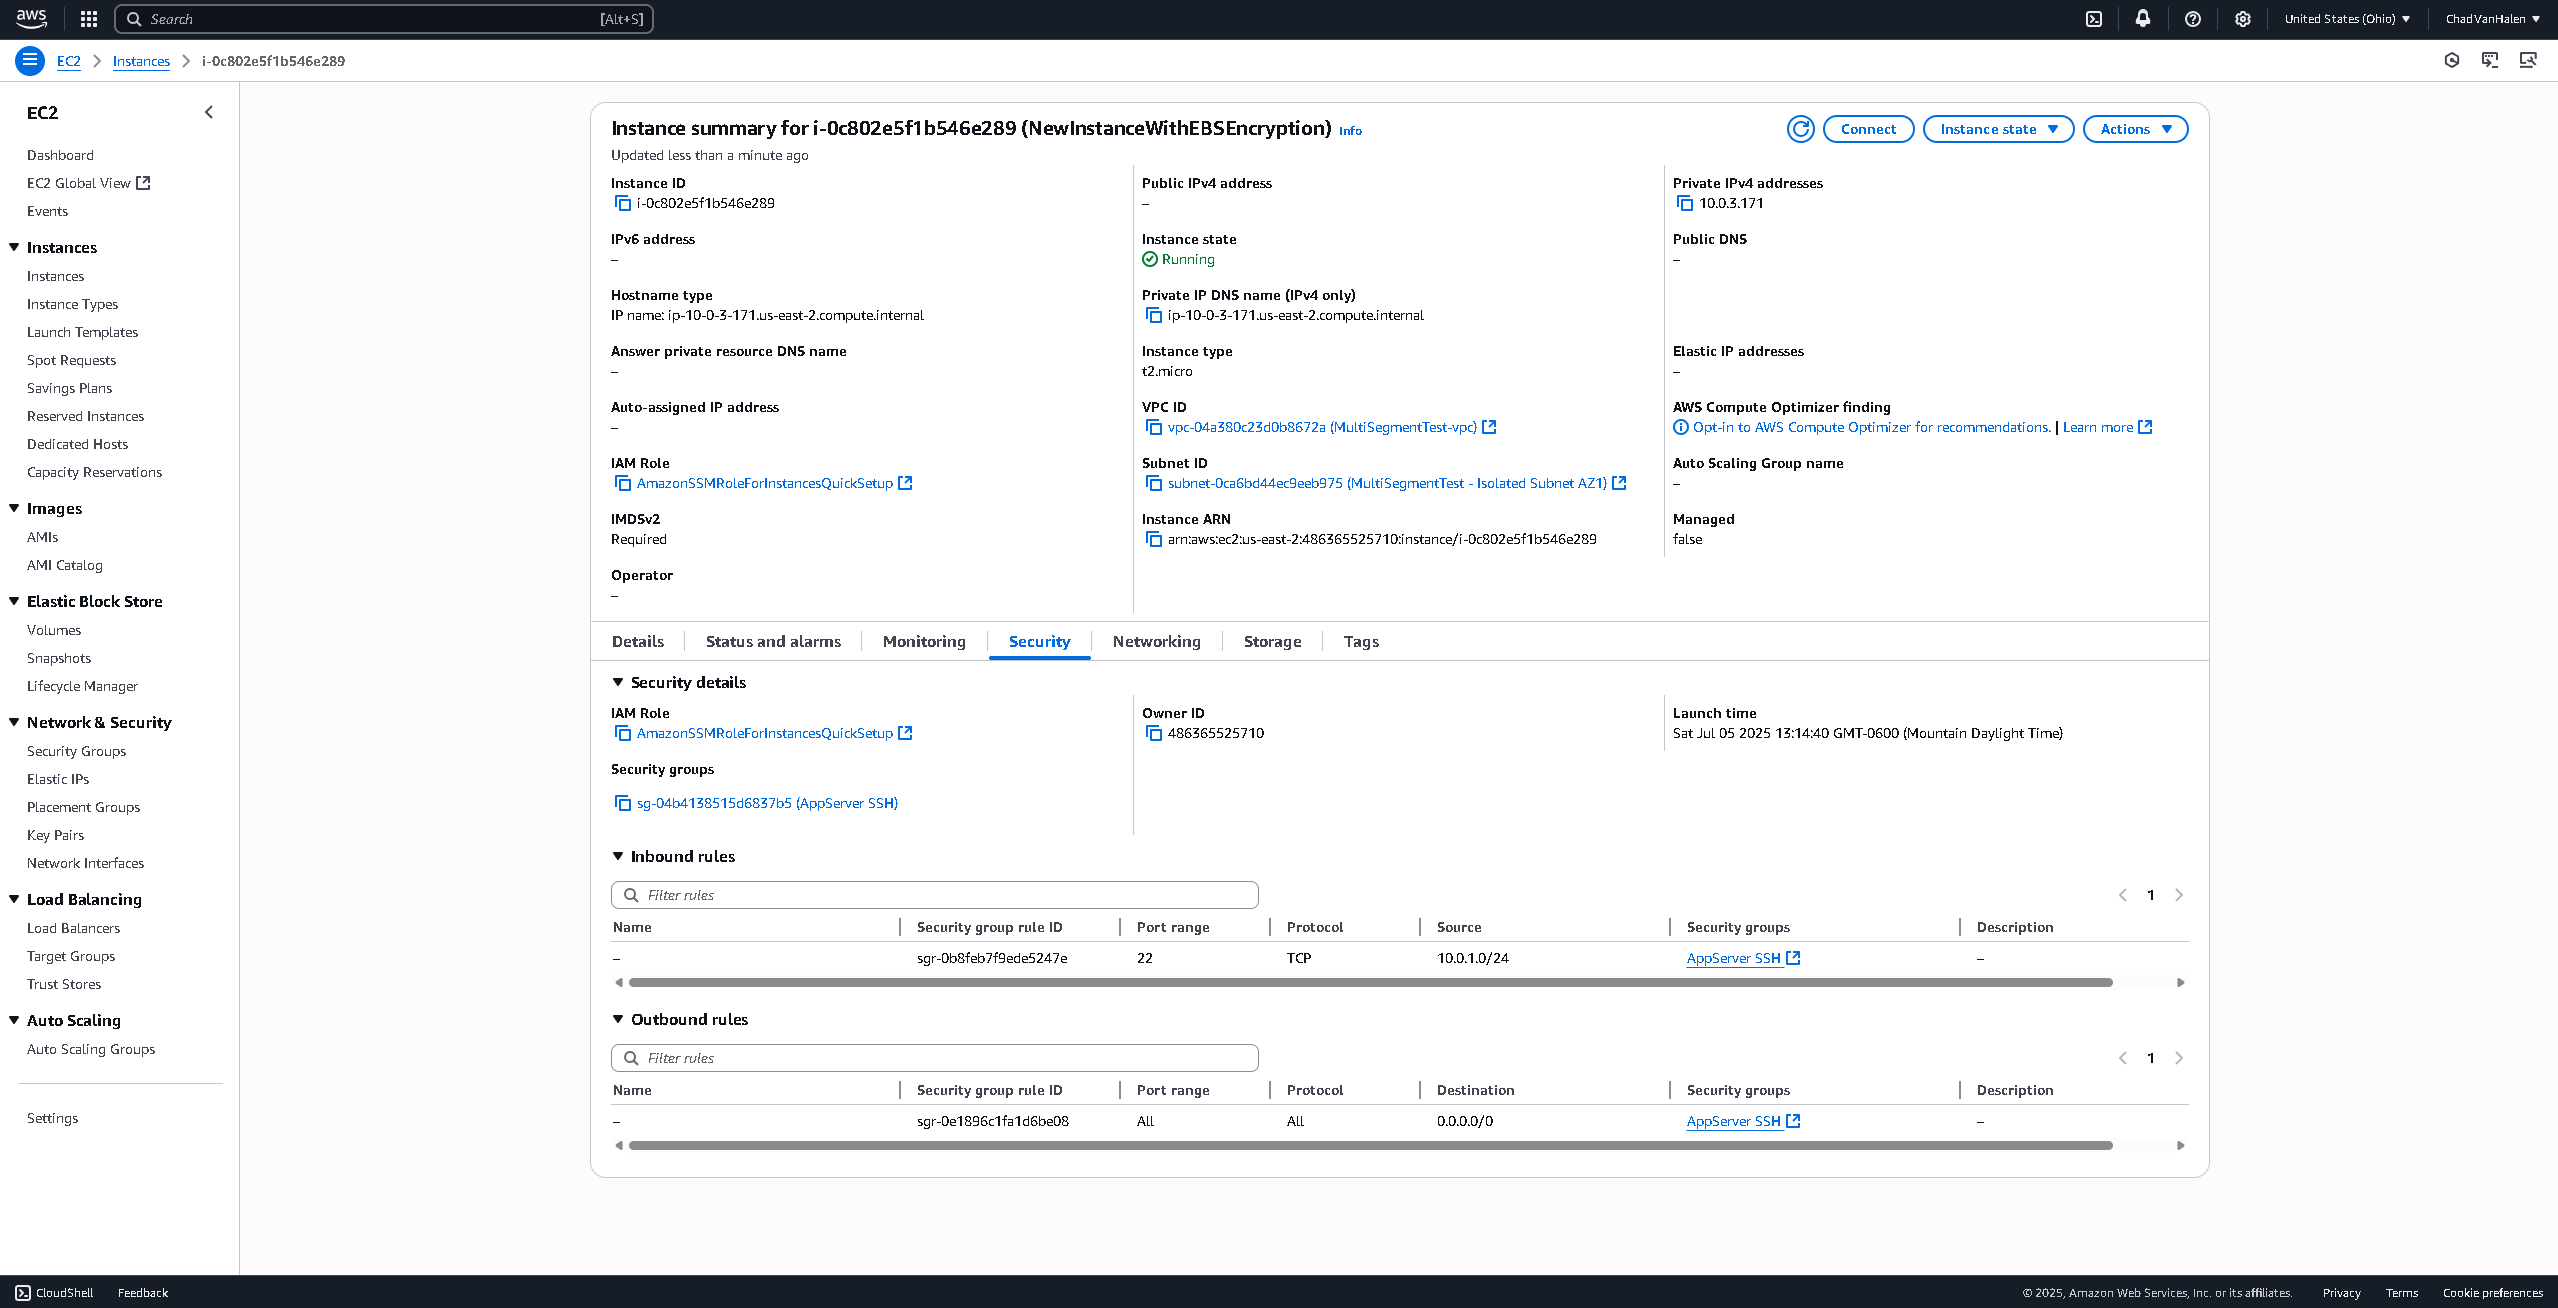 aws
Search [Alt+S]
United States (Ohio) ▼
ChadVanHalen ▼
EC2 > Instances > i-0c802e5f1b546e289
EC2
Dashboard
EC2 Global View
Events
Instances
Instances
Instance Types
Launch Templates
Spot Requests
Savings Plans
Reserved Instances
Dedicated Hosts
Capacity Reservations
Images
AMIs
AMI Catalog
Elastic Block Store
Volumes
Snapshots
Lifecycle Manager
Network & Security
Security Groups
Elastic IPs
Placement Groups
Key Pairs
Network Interfaces
Load Balancing
Load Balancers
Target Groups
Trust Stores
Auto Scaling
Auto Scaling Groups
Settings
Instance summary for i-0c802e5f1b546e289 (NewInstanceWithEBSEncryption) Info
Updated less than a minute ago
Connect
Instance state ▼
Actions ▼
Instance ID
i-0c802e5f1b546e289
Public IPv4 address
–
Private IPv4 addresses
10.0.3.171
IPv6 address
–
Instance state
Running
Public DNS
–
Hostname type
IP name: ip-10-0-3-171.us-east-2.compute.internal
Private IP DNS name (IPv4 only)
ip-10-0-3-171.us-east-2.compute.internal
Answer private resource DNS name
–
Instance type
t2.micro
Elastic IP addresses
–
Auto-assigned IP address
–
VPC ID
vpc-04a380c23d0b8672a (MultiSegmentTest-vpc)
AWS Compute Optimizer finding
Opt-in to AWS Compute Optimizer for recommendations. | Learn more
IAM Role
AmazonSSMRoleForInstancesQuickSetup
Subnet ID
subnet-0ca6bd44ec9eeb975 (MultiSegmentTest - Isolated Subnet AZ1)
Auto Scaling Group name
–
IMDSv2
Required
Instance ARN
arn:aws:ec2:us-east-2:486365525710:instance/i-0c802e5f1b546e289
Managed
false
Operator
–
Details | Status and alarms | Monitoring | Security | Networking | Storage | Tags
Security details
IAM Role
AmazonSSMRoleForInstancesQuickSetup
Owner ID
486365525710
Launch time
Sat Jul 05 2025 13:14:40 GMT-0600 (Mountain Daylight Time)
Security groups
sg-04b4138515d6837b5 (AppServer SSH)
Inbound rules
Filter rules
1
Name | Security group rule ID | Port range | Protocol | Source | Security groups | Description
– sgr-0b8feb7f9ede5247e 22 TCP 10.0.1.0/24 AppServer SSH –
Outbound rules
Filter rules
1
Name | Security group rule ID | Port range | Protocol | Destination | Security groups | Description
– sgr-0e1896c1fa1d6be08 All All 0.0.0.0/0 AppServer SSH –
CloudShell Feedback
© 2025, Amazon Web Services, Inc. or its affiliates. Privacy Terms Cookie preferences